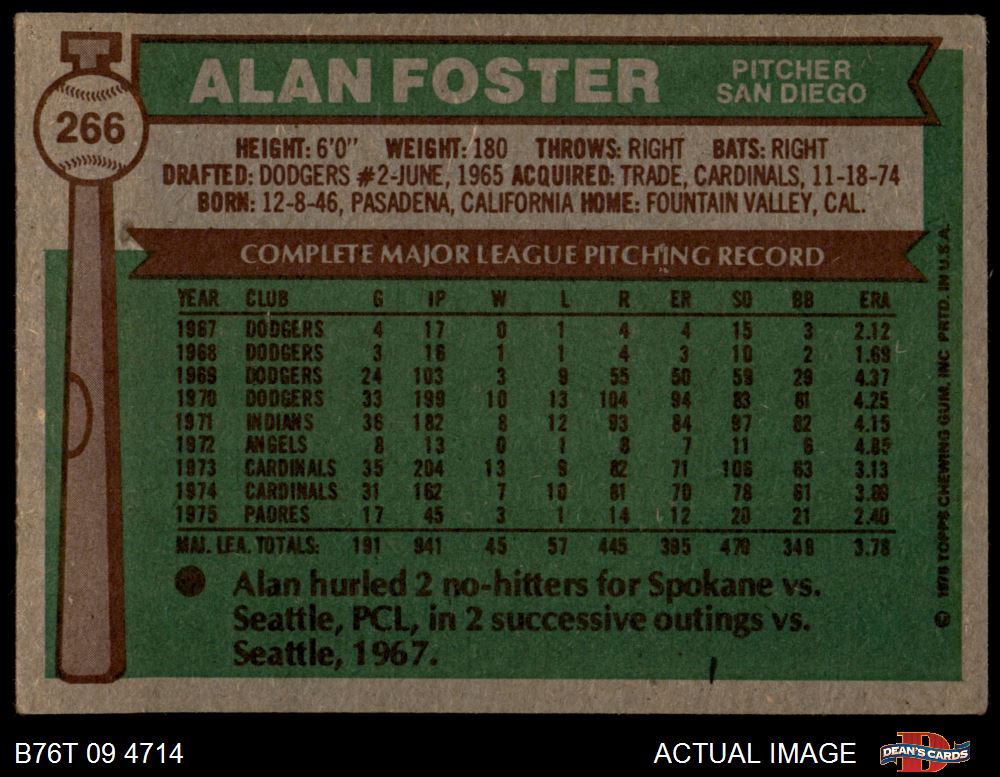 ALAN FOSTER
PITCHER
SAN DIEGO
266
HEIGHT: 6'0" WEIGHT: 180 THROWS: RIGHT BATS: RIGHT
DRAFTED: DODGERS #2-JUNE, 1965 ACQUIRED: TRADE, CARDINALS, 11-18-74
BORN: 12-8-46, PASADENA, CALIFORNIA HOME: FOUNTAIN VALLEY, CAL.
COMPLETE MAJOR LEAGUE PITCHING RECORD
YEAR CLUB G IP W L R ER SO BB ERA
1967 DODGERS 4 17 0 1 4 4 15 3 2.12
1968 DODGERS 3 16 1 1 4 3 10 2 1.69
1969 DODGERS 24 103 3 9 55 50 59 29 4.37
1970 DODGERS 33 199 10 13 104 94 83 81 4.25
1971 INDIANS 36 182 8 12 93 84 97 82 4.15
1972 ANGELS 8 13 0 1 8 7 11 6 4.85
1973 CARDINALS 35 204 13 9 82 71 106 63 3.13
1974 CARDINALS 31 162 7 10 81 70 78 61 3.89
1975 PADRES 17 45 3 1 14 12 20 21 2.40
MAJ. LEA. TOTALS: 191 941 45 57 445 395 479 348 3.78
Alan hurled 2 no-hitters for Spokane vs.
Seattle, PCL, in 2 successive outings vs.
Seattle, 1967.
© 1976 TOPPS CHEWING GUM, INC PRTD. IN U.S.A.
B76T 09 4714
ACTUAL IMAGE
DEAN'S CARDS